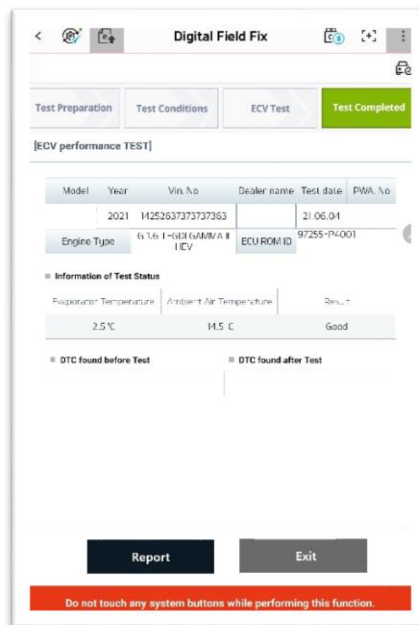 Digital Field Fix
Test Preparation Test Conditions ECV Test Test Completed
[ECV performance TEST]
Model Year Vin. No Dealer name Test date PWA. No
2021 14252637373737363 21.06.04
Engine Type G 1.6 T-GDI GAMMA II HEV ECU ROM ID 97255-P4001
Information of Test Status
Evaporator Temperature Ambient Air Temperature Result
2.5 ℃ 14.5 C Good
DTC found before Test DTC found after Test
Report Exit
Do not touch any system buttons while performing this function.